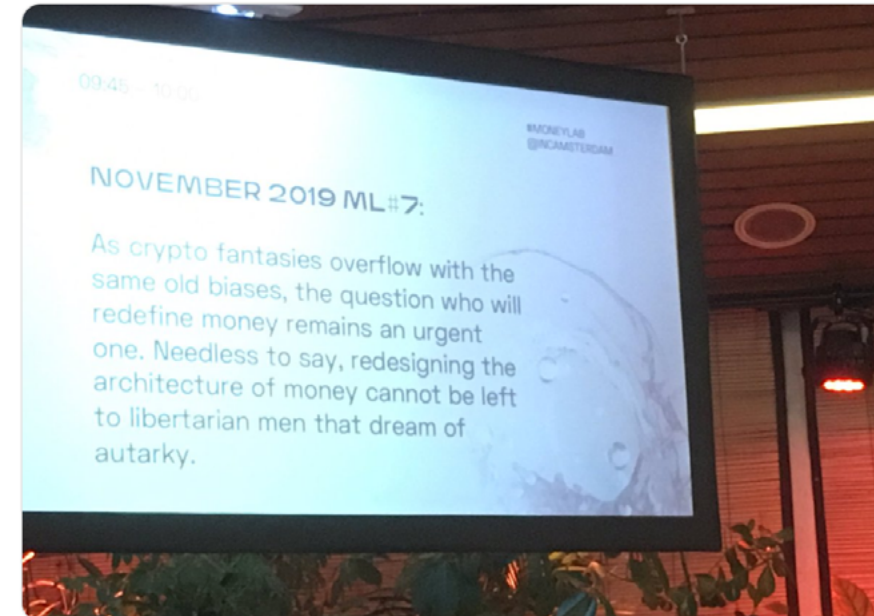 09:45 – 10:00
#MONEYLAB
@INCAMSTERDAM
NOVEMBER 2019 ML#7:
As crypto fantasies overflow with the
same old biases, the question who will
redefine money remains an urgent
one. Needless to say, redesigning the
architecture of money cannot be left
to libertarian men that dream of
autarky.